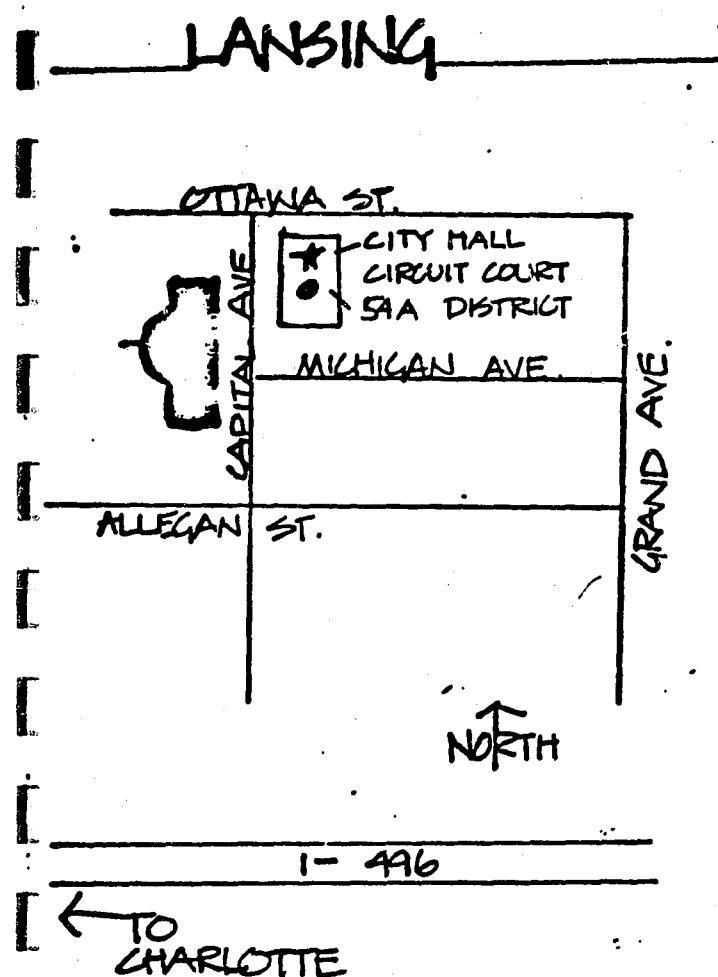 LANSING
OTTAWA ST.
CITY HALL
CIRCUIT COURT
54A DISTRICT
CAPITAL AVE
MICHIGAN AVE.
GRAND AVE.
ALLEGAN ST.
NORTH
I-496
TO
CHARLOTTE